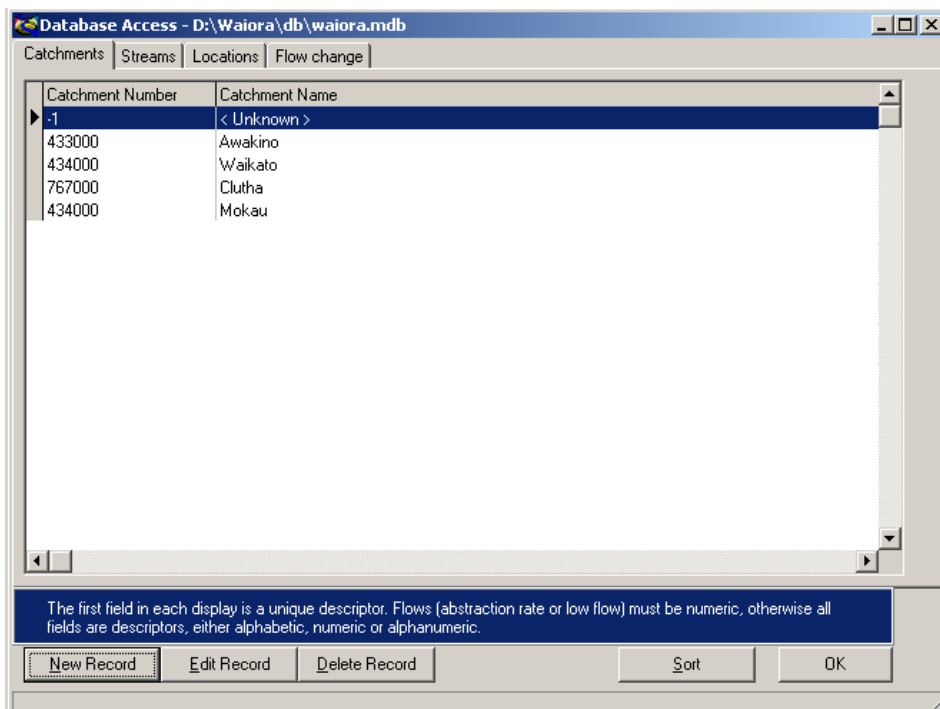 Database Access - D:\Waiora\db\waiora.mdb
Catchments Streams Locations Flow change
Catchment Number Catchment Name
-1 < Unknown >
433000 Awakino
434000 Waikato
767000 Clutha
434000 Mokau
The first field in each display is a unique descriptor. Flows (abstraction rate or low flow) must be numeric, otherwise all
fields are descriptors, either alphabetic, numeric or alphanumeric.
New Record Edit Record Delete Record Sort OK